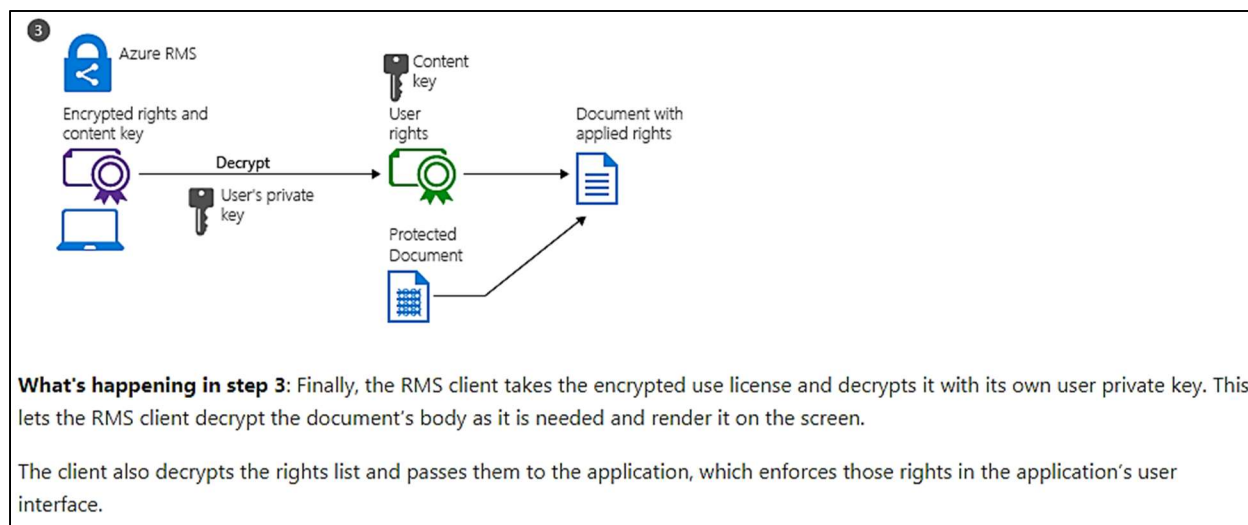 3
Azure RMS
Content
key
Encrypted rights and
content key
User
rights
Document with
applied rights
Decrypt
User's private
key
Protected
Document
What's happening in step 3: Finally, the RMS client takes the encrypted use license and decrypts it with its own user private key. This
lets the RMS client decrypt the document’s body as it is needed and render it on the screen.
The client also decrypts the rights list and passes them to the application, which enforces those rights in the application’s user
interface.